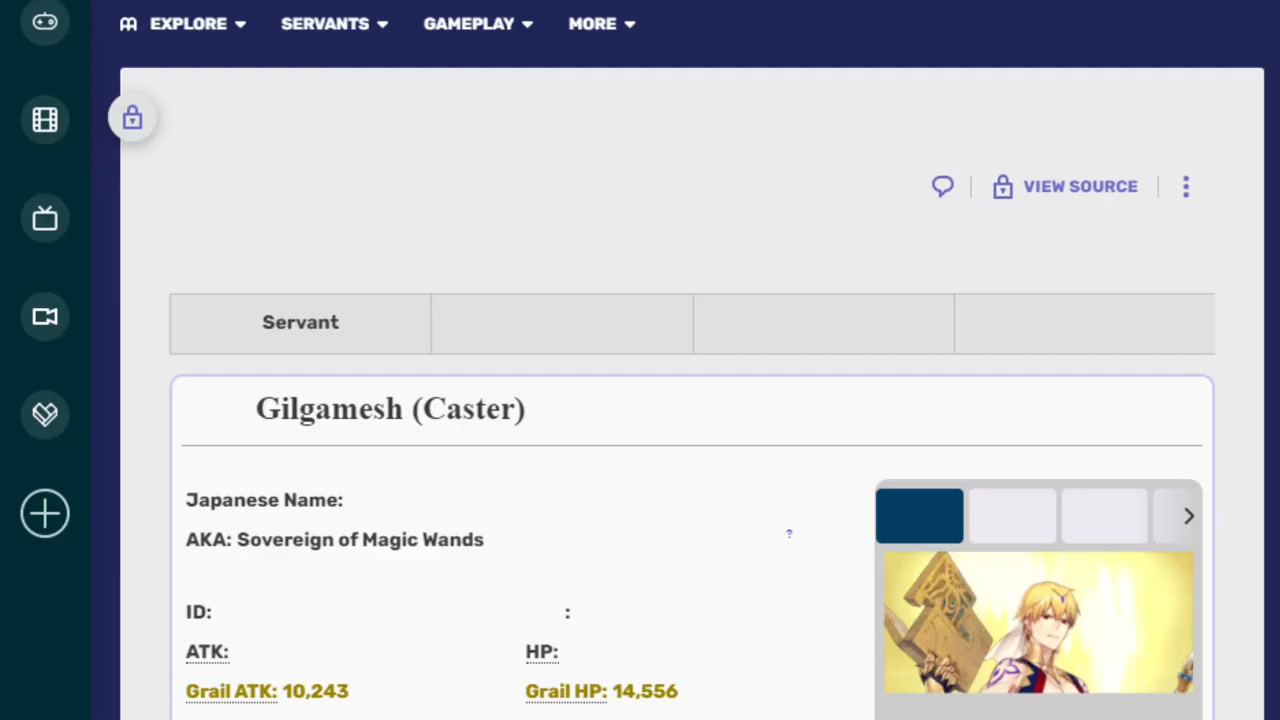 EXPLORE SERVANTS GAMEPLAY MORE
VIEW SOURCE
Servant
Gilgamesh (Caster)
Japanese Name:
AKA: Sovereign of Magic Wands
?
ID: :
ATK: HP:
Grail ATK: 10,243 Grail HP: 14,556